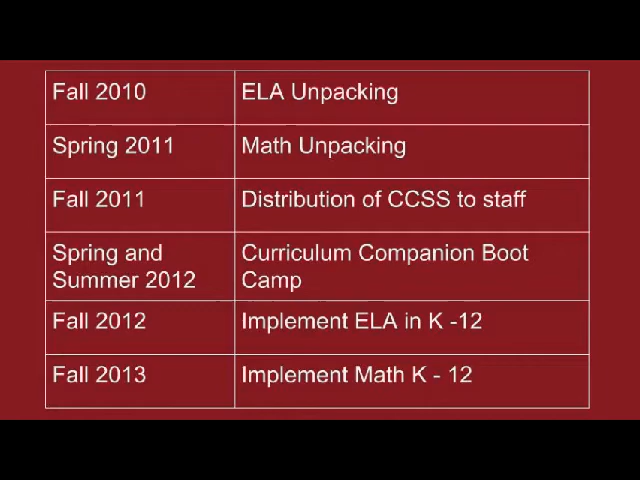 Fall 2010 ELA Unpacking
Spring 2011 Math Unpacking
Fall 2011 Distribution of CCSS to staff
Spring and Curriculum Companion Boot
Summer 2012 Camp
Fall 2012 Implement ELA in K -12
Fall 2013 Implement Math K - 12